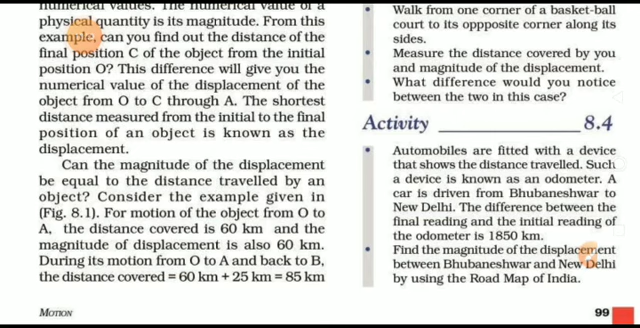 numerical values. The numerical value of a
physical quantity is its magnitude. From this
example, can you find out the distance of the
final position C of the object from the initial
position O? This difference will give you the
numerical value of the displacement of the
object from O to C through A. The shortest
distance measured from the initial to the final
position of an object is known as the
displacement.
Can the magnitude of the displacement
be equal to the distance travelled by an
object? Consider the example given in
(Fig. 8.1). For motion of the object from O to
A, the distance covered is 60 km and the
magnitude of displacement is also 60 km.
During its motion from O to A and back to B,
the distance covered = 60 km + 25 km = 85 km
• Walk from one corner of a basket-ball
court to its oppposite corner along its
sides.
• Measure the distance covered by you
and magnitude of the displacement.
• What difference would you notice
between the two in this case?
Activity ______________ 8.4
• Automobiles are fitted with a device
that shows the distance travelled. Such
a device is known as an odometer. A
car is driven from Bhubaneshwar to
New Delhi. The difference between the
final reading and the initial reading of
the odometer is 1850 km.
• Find the magnitude of the displacement
between Bhubaneshwar and New Delhi
by using the Road Map of India.
MOTION
99